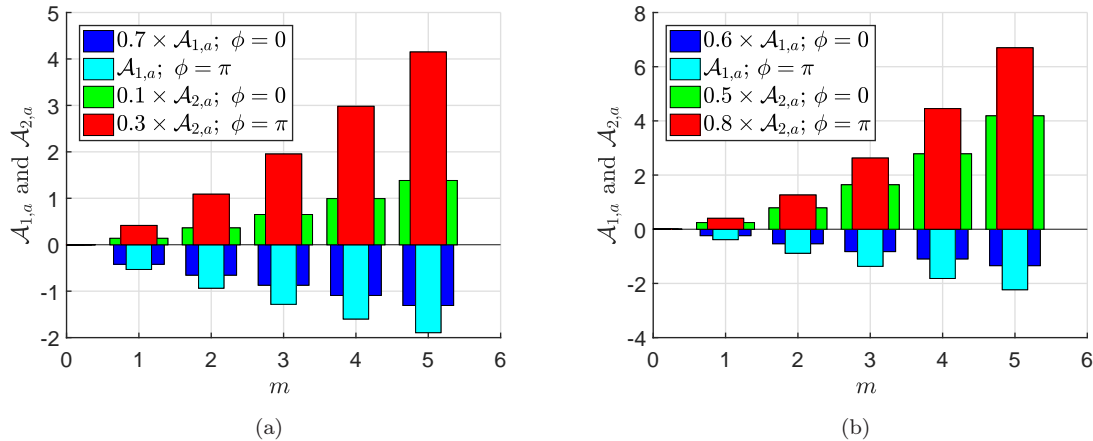 5
4
3
2
1
0
-1
-2
𝒜₁,ₐ and 𝒜₂,ₐ
0.7 × 𝒜₁,ₐ; ϕ = 0
𝒜₁,ₐ; ϕ = π
0.1 × 𝒜₂,ₐ; ϕ = 0
0.3 × 𝒜₂,ₐ; ϕ = π
0 1 2 3 4 5 6
m
(a)
8
6
4
2
0
-2
-4
𝒜₁,ₐ and 𝒜₂,ₐ
0.6 × 𝒜₁,ₐ; ϕ = 0
𝒜₁,ₐ; ϕ = π
0.5 × 𝒜₂,ₐ; ϕ = 0
0.8 × 𝒜₂,ₐ; ϕ = π
0 1 2 3 4 5 6
m
(b)